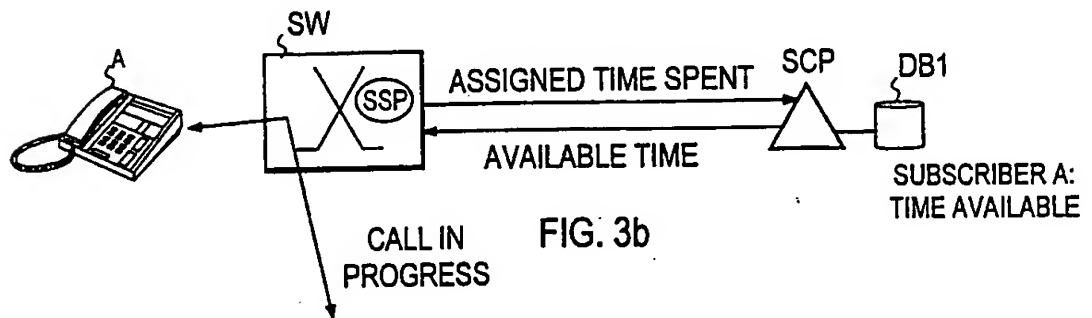 SW
A
SSP
ASSIGNED TIME SPENT
AVAILABLE TIME
SCP
DB1
SUBSCRIBER A:
TIME AVAILABLE
CALL IN
PROGRESS
FIG. 3b